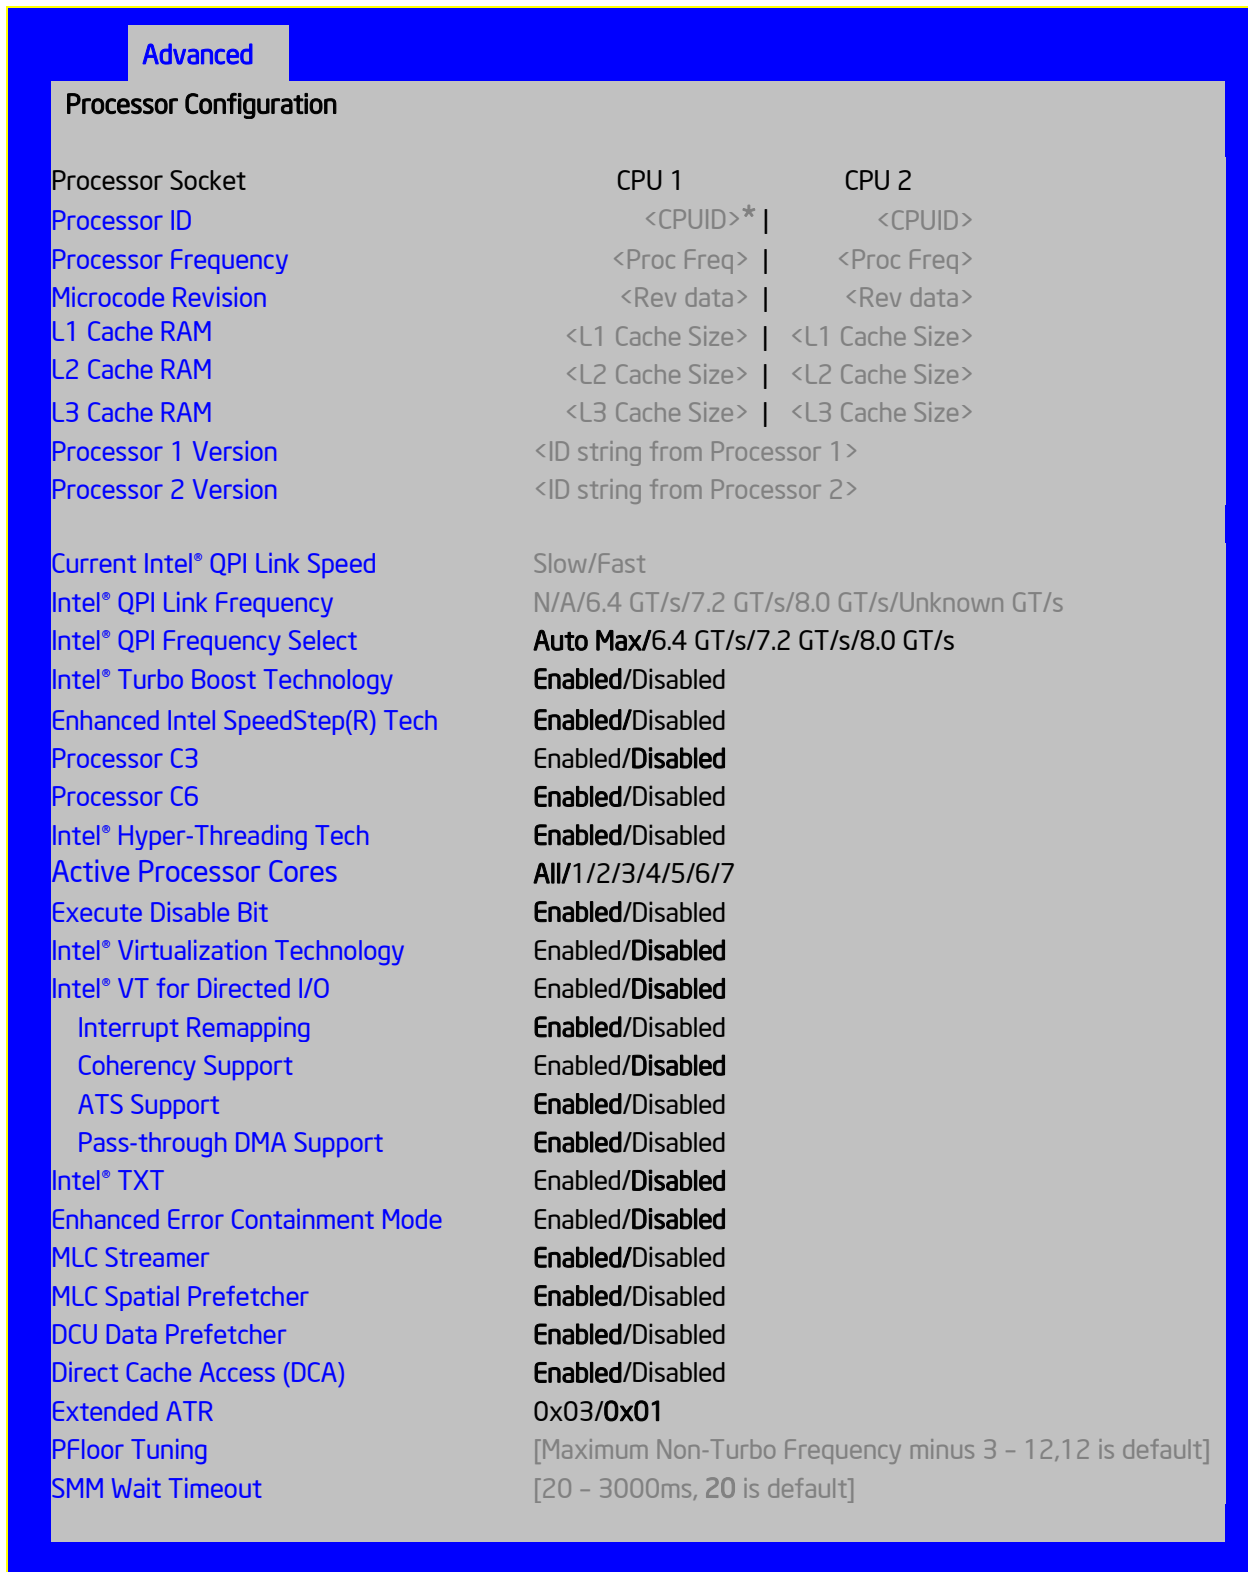 Advanced
Processor Configuration
Processor Socket CPU 1 CPU 2
Processor ID <CPUID>* | <CPUID>
Processor Frequency <Proc Freq> | <Proc Freq>
Microcode Revision <Rev data> | <Rev data>
L1 Cache RAM <L1 Cache Size> | <L1 Cache Size>
L2 Cache RAM <L2 Cache Size> | <L2 Cache Size>
L3 Cache RAM <L3 Cache Size> | <L3 Cache Size>
Processor 1 Version <ID string from Processor 1>
Processor 2 Version <ID string from Processor 2>
Current Intel® QPI Link Speed Slow/Fast
Intel® QPI Link Frequency N/A/6.4 GT/s/7.2 GT/s/8.0 GT/s/Unknown GT/s
Intel® QPI Frequency Select Auto Max/6.4 GT/s/7.2 GT/s/8.0 GT/s
Intel® Turbo Boost Technology Enabled/Disabled
Enhanced Intel SpeedStep(R) Tech Enabled/Disabled
Processor C3 Enabled/Disabled
Processor C6 Enabled/Disabled
Intel® Hyper-Threading Tech Enabled/Disabled
Active Processor Cores All/1/2/3/4/5/6/7
Execute Disable Bit Enabled/Disabled
Intel® Virtualization Technology Enabled/Disabled
Intel® VT for Directed I/O Enabled/Disabled
Interrupt Remapping Enabled/Disabled
Coherency Support Enabled/Disabled
ATS Support Enabled/Disabled
Pass-through DMA Support Enabled/Disabled
Intel® TXT Enabled/Disabled
Enhanced Error Containment Mode Enabled/Disabled
MLC Streamer Enabled/Disabled
MLC Spatial Prefetcher Enabled/Disabled
DCU Data Prefetcher Enabled/Disabled
Direct Cache Access (DCA) Enabled/Disabled
Extended ATR 0x03/0x01
PFloor Tuning [Maximum Non-Turbo Frequency minus 3 – 12,12 is default]
SMM Wait Timeout [20 – 3000ms, 20 is default]